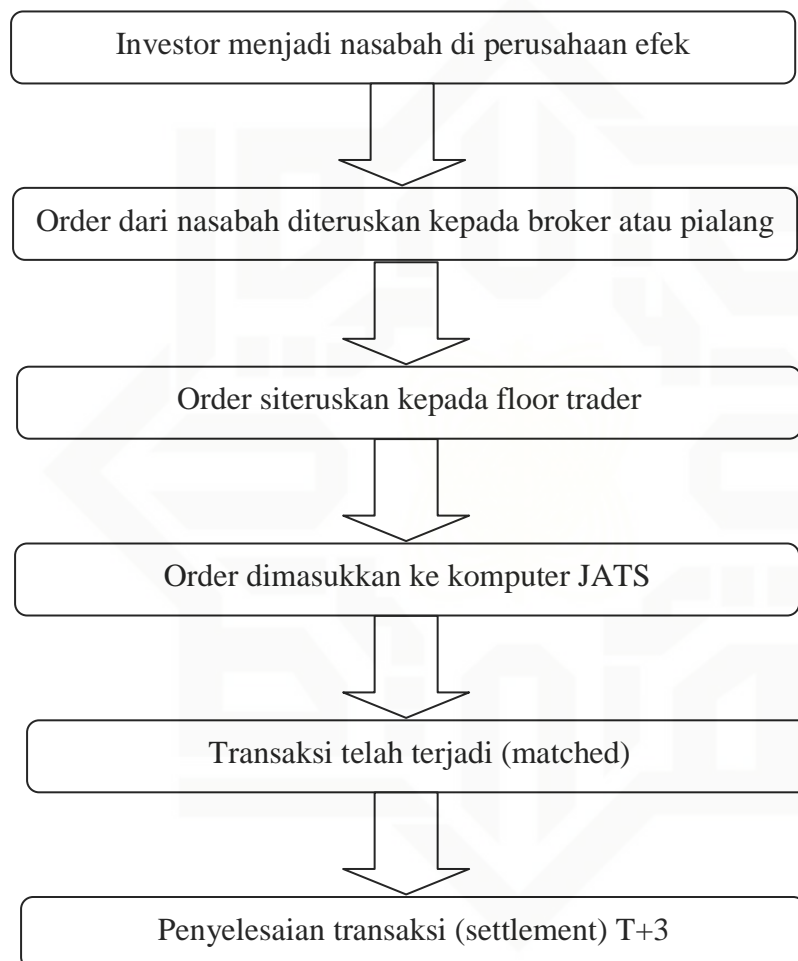 Investor menjadi nasabah di perusahaan efek
Order dari nasabah diteruskan kepada broker atau pialang
Order siteruskan kepada floor trader
Order dimasukkan ke komputer JATS
Transaksi telah terjadi (matched)
Penyelesaian transaksi (settlement) T+3